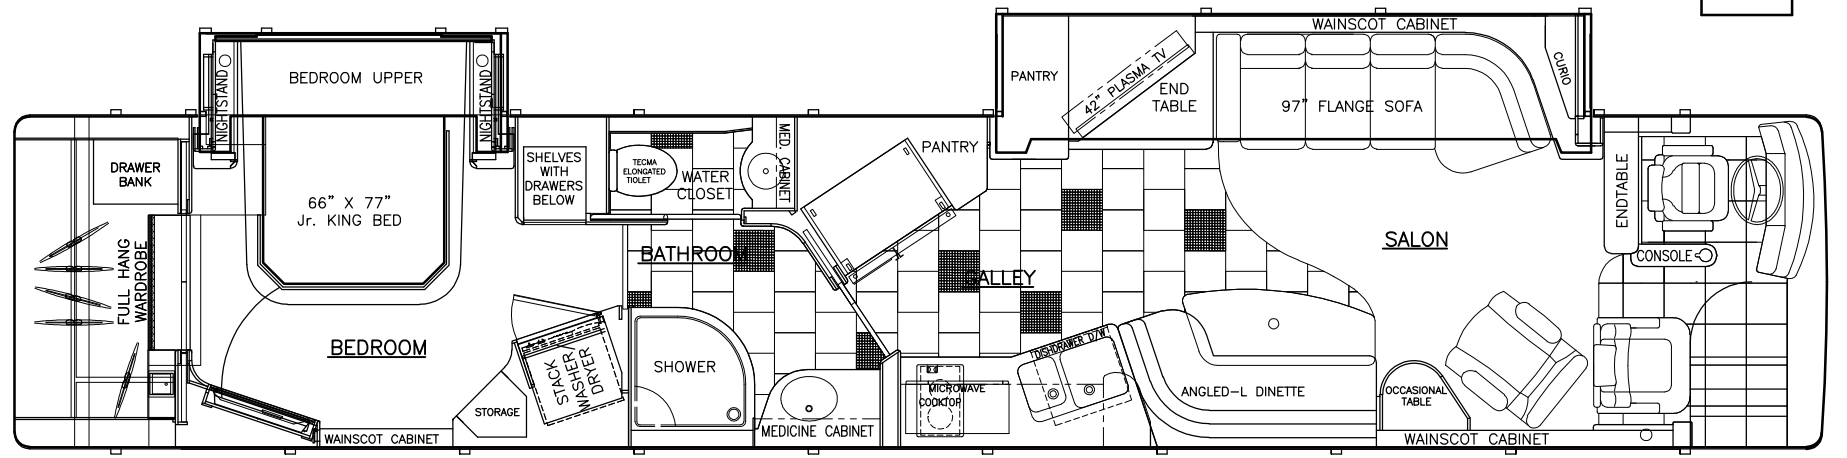 WAINSCOT CABINET
PANTRY
42" PLASMA TV
END
TABLE
97" FLANGE SOFA
CURIO
BEDROOM UPPER
NIGHTSTAND
NIGHTSTAND
DRAWER
BANK
66" X 77"
Jr. KING BED
SHELVES
WITH
DRAWERS
BELOW
TECMA
ELONGATED
TIOLET
WATER
CLOSET
MED. CABINET
PANTRY
ENDTABLE
FULL HANG
WARDROBE
BATHROOM
GALLEY
SALON
CONSOLE
BEDROOM
STACK
WASHER/
DRYER
SHOWER
STORAGE
WAINSCOT CABINET
MEDICINE CABINET
MICROWAVE
COOKTOP
DISHDRAWER D/W
ANGLED-L DINETTE
OCCASIONAL
TABLE
WAINSCOT CABINET